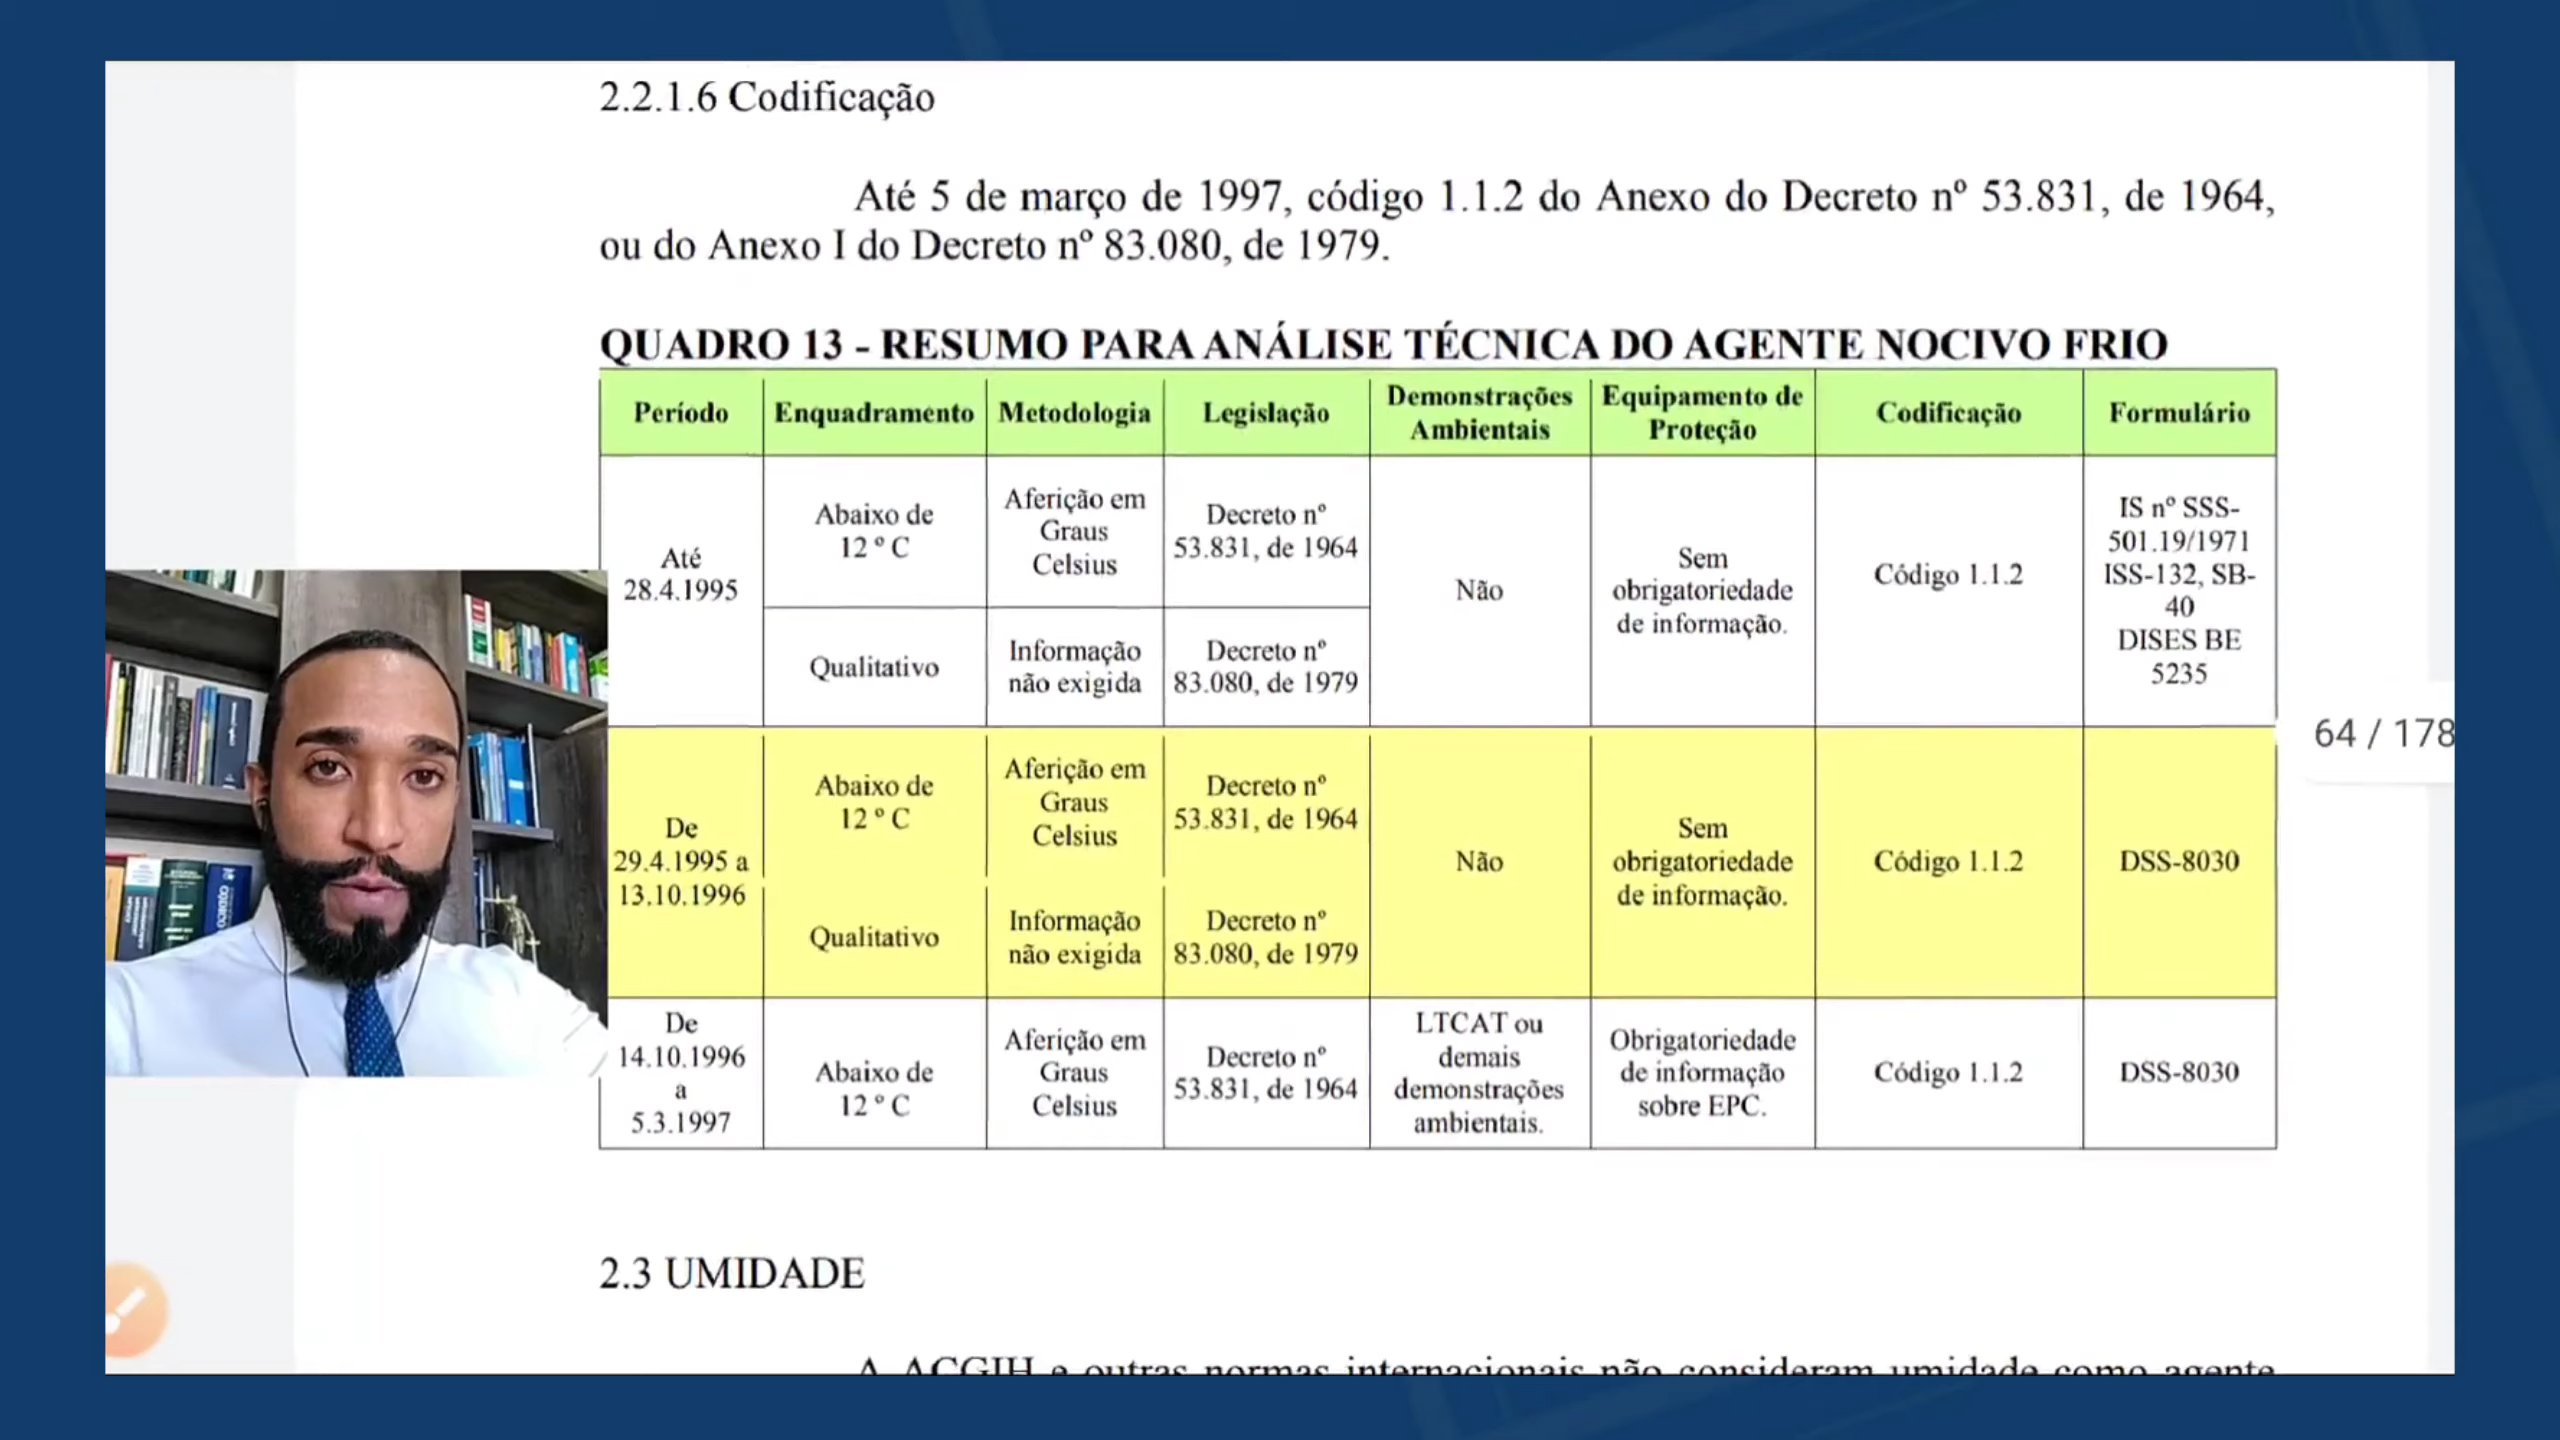 2.2.1.6 Codificação
Até 5 de março de 1997, código 1.1.2 do Anexo do Decreto nº 53.831, de 1964,
ou do Anexo I do Decreto nº 83.080, de 1979.
QUADRO 13 - RESUMO PARA ANÁLISE TÉCNICA DO AGENTE NOCIVO FRIO
Período
Enquadramento
Metodologia
Legislação
Demonstrações
Ambientais
Equipamento de
Proteção
Codificação
Formulário
Até
28.4.1995
Abaixo de
12 º C
Aferição em
Graus
Celsius
Decreto nº
53.831, de 1964
Qualitativo
Informação
não exigida
Decreto nº
83.080, de 1979
Não
Sem
obrigatoriedade
de informação.
Código 1.1.2
IS nº SSS-
501.19/1971
ISS-132, SB-
40
DISES BE
5235
De
29.4.1995 a
13.10.1996
Abaixo de
12 º C
Aferição em
Graus
Celsius
Decreto nº
53.831, de 1964
Qualitativo
Informação
não exigida
Decreto nº
83.080, de 1979
Não
Sem
obrigatoriedade
de informação.
Código 1.1.2
DSS-8030
De
14.10.1996
a
5.3.1997
Abaixo de
12 º C
Aferição em
Graus
Celsius
Decreto nº
53.831, de 1964
LTCAT ou
demais
demonstrações
ambientais.
Obrigatoriedade
de informação
sobre EPC.
Código 1.1.2
DSS-8030
64 / 178
2.3 UMIDADE
A ACGIH e outras normas internacionais não consideram umidade como agente